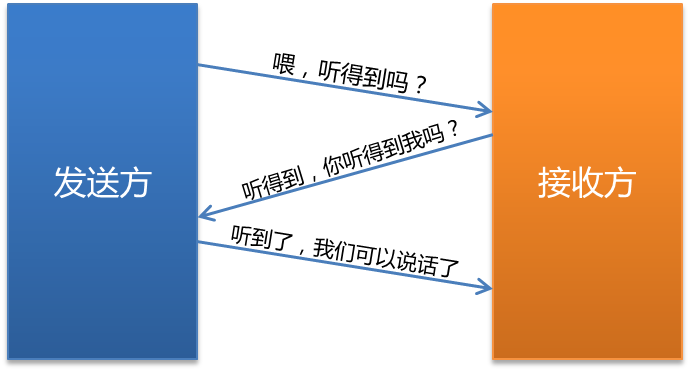 喂，听得到吗？
听得到，你听得到我吗？
发送方
接收方
听到了，我们可以说话了